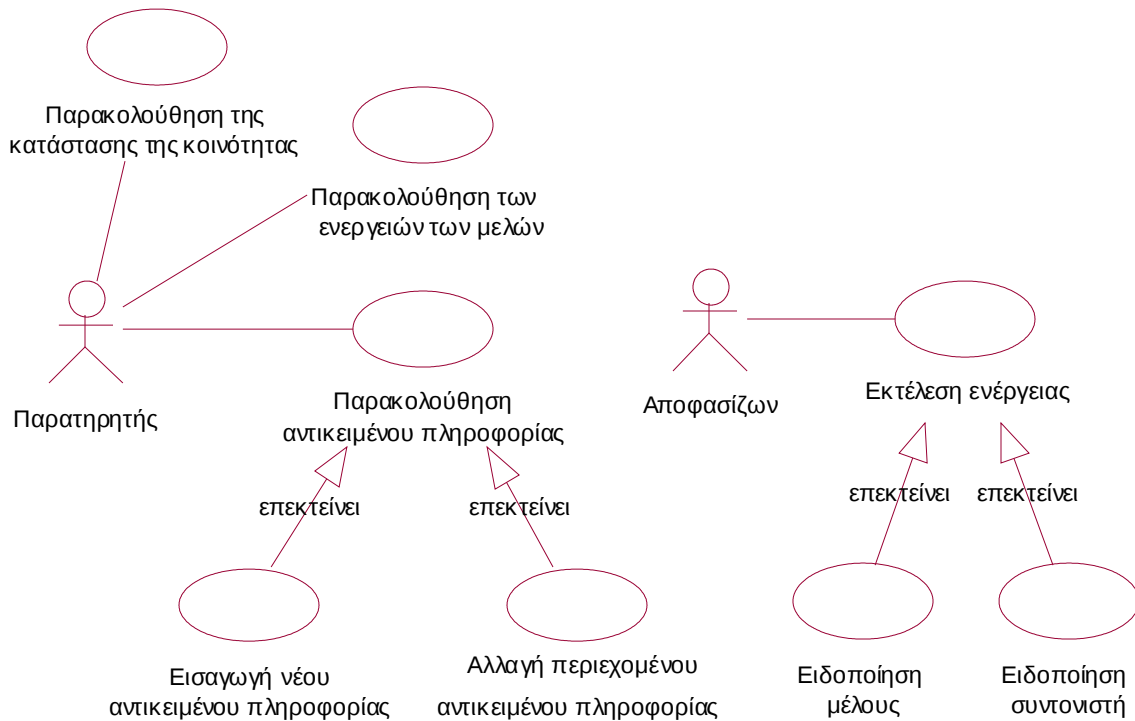 Παρακολούθηση της
κατάστασης της κοινότητας
Παρακολούθηση των
ενεργειών των μελών
Παρατηρητής
Παρακολούθηση
αντικειμένου πληροφορίας
Αποφασίζων
Εκτέλεση ενέργειας
επεκτείνει
επεκτείνει
επεκτείνει
επεκτείνει
Εισαγωγή νέου
αντικειμένου πληροφορίας
Αλλαγή περιεχομένου
αντικειμένου πληροφορίας
Ειδοποίηση
μέλους
Ειδοποίηση
συντονιστή